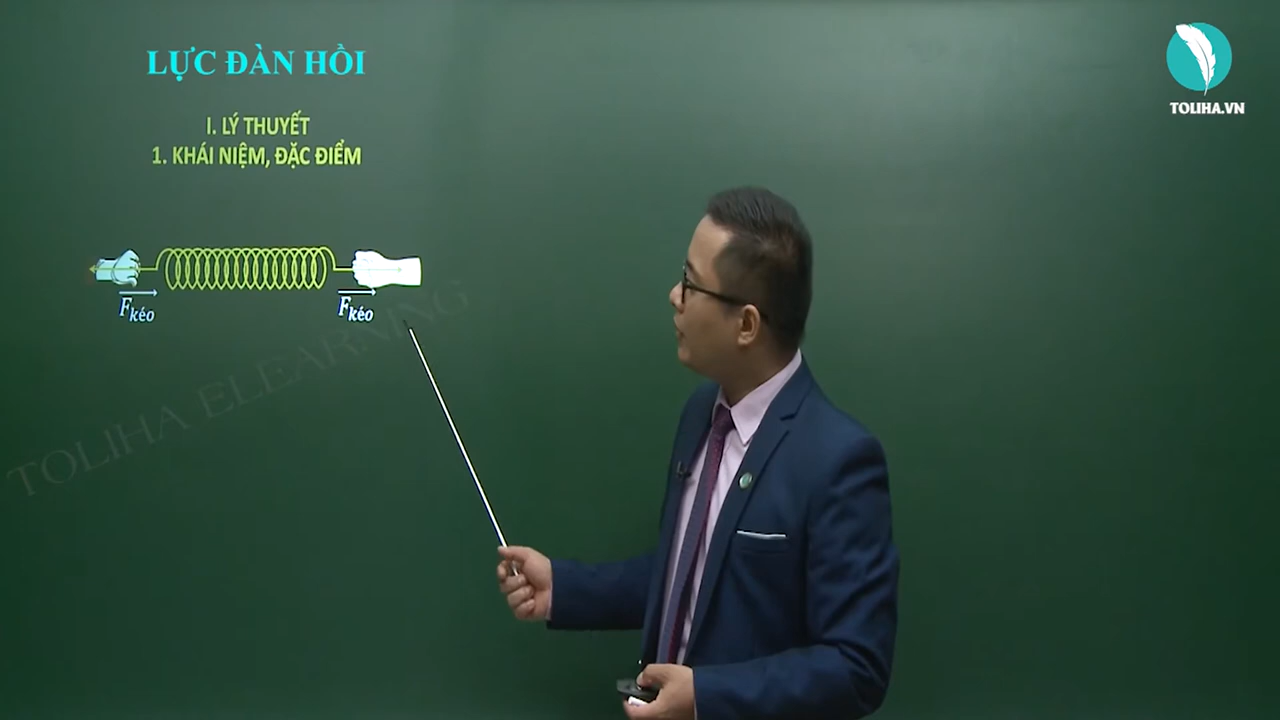 LỰC ĐÀN HỒI
TOLIHA.VN
I. LÝ THUYẾT
1. KHÁI NIỆM, ĐẶC ĐIỂM
Fkéo Fkéo
TOLIHA ELEARNING